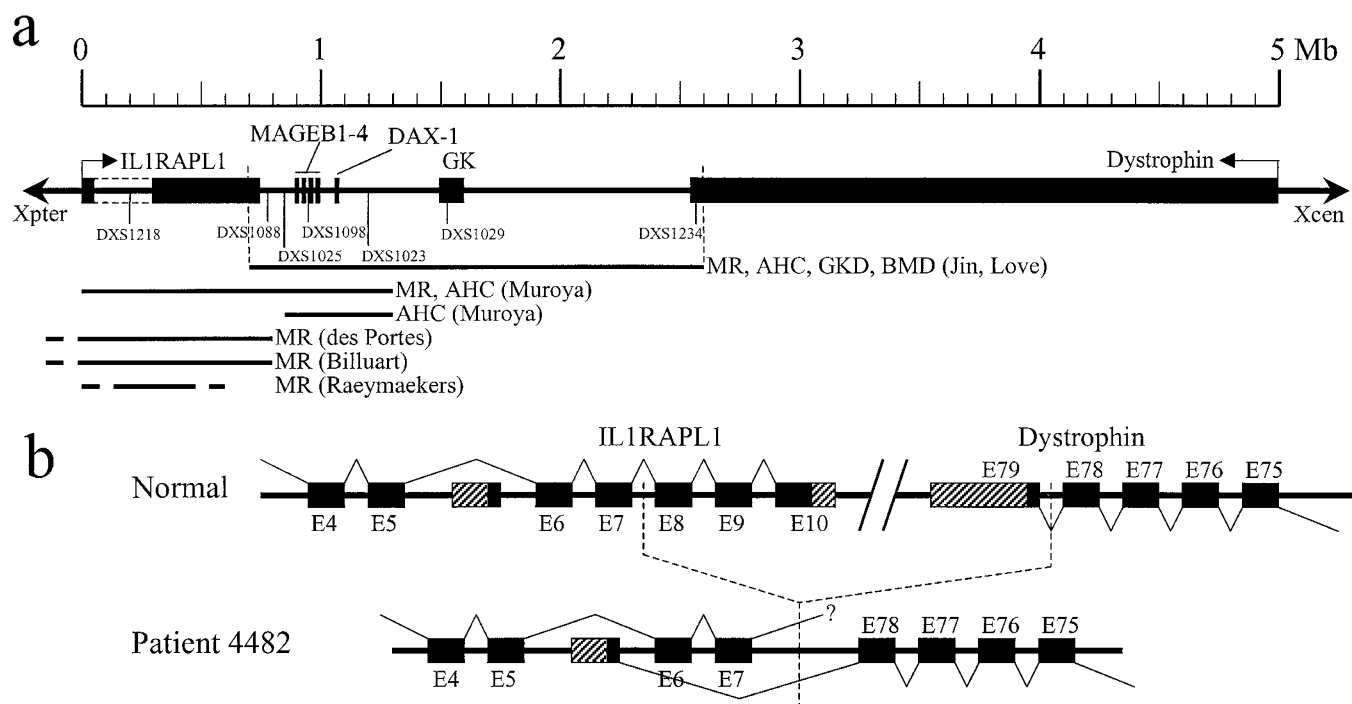 a
0 1 2 3 4 5 Mb
MAGEB1-4 DAX-1
IL1RAPL1 GK Dystrophin
Xpter Xcen
DXS1218 DXS1088 DXS1098 DXS1029 DXS1234
DXS1025 DXS1023
MR, AHC, GKD, BMD (Jin, Love)
MR, AHC (Muroya)
AHC (Muroya)
MR (des Portes)
MR (Billuart)
MR (Raeymaekers)
b
IL1RAPL1 Dystrophin
E79 E78 E77 E76 E75
Normal
E4 E5 E6 E7 E8 E9 E10
?
E78 E77 E76 E75
Patient 4482
E4 E5 E6 E7